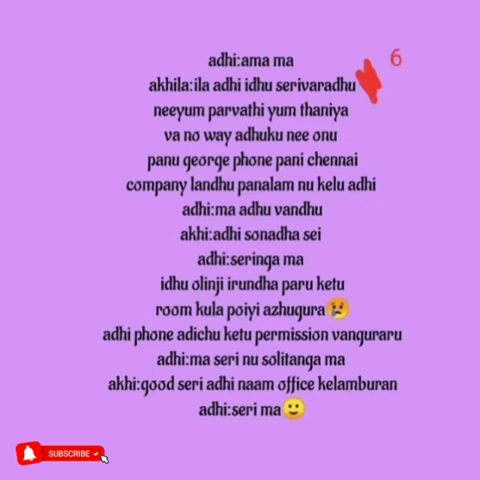 6
adhi:ama ma
akhila:ila adhi idhu serivaradhu
neeyum parvathi yum thaniya
va no way adhuku nee onu
panu george phone pani chennai
company landhu panalam nu kelu adhi
adhi:ma adhu vandhu
akhi:adhi sonadha sei
adhi:seringa ma
idhu olinji irundha paru ketu
room kula poiyi azhugura😢
adhi phone adichu ketu permission vanguraru
adhi:ma seri nu solitanga ma
akhi:good seri adhi naam office kelamburan
adhi:seri ma🙂
SUBSCRIBE